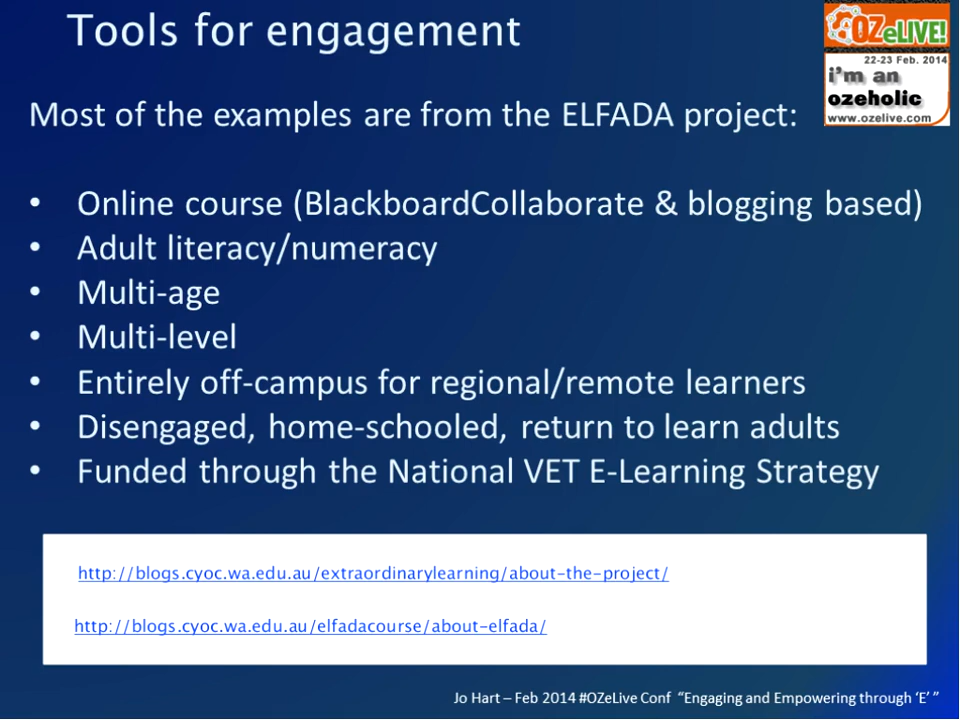 Tools for engagement
OZeLIVE!
22-23 Feb. 2014
i'm an
ozeholic
www.ozelive.com
Most of the examples are from the ELFADA project:
• Online course (BlackboardCollaborate & blogging based)
• Adult literacy/numeracy
• Multi-age
• Multi-level
• Entirely off-campus for regional/remote learners
• Disengaged, home-schooled, return to learn adults
• Funded through the National VET E-Learning Strategy
http://blogs.cyoc.wa.edu.au/extraordinarylearning/about-the-project/
http://blogs.cyoc.wa.edu.au/elfadacourse/about-elfada/
Jo Hart – Feb 2014 #OZeLive Conf “Engaging and Empowering through ‘E’ ”